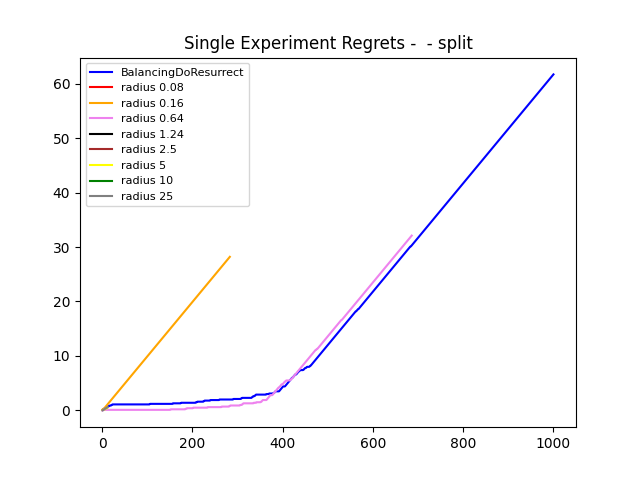 Single Experiment Regrets -  - split
BalancingDoResurrect
radius 0.08
radius 0.16
radius 0.64
radius 1.24
radius 2.5
radius 5
radius 10
radius 25
60
50
40
30
20
10
0
0 200 400 600 800 1000